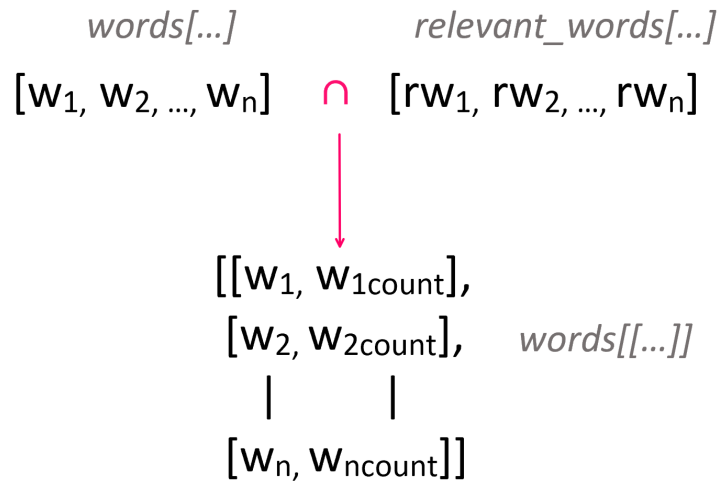 words[...] relevant_words[...]
[w₁, w₂, ..., wₙ] ∩ [rw₁, rw₂, ..., rwₙ]
[[w₁, w₁count],
[w₂, w₂count], words[[...]]
| |
[wₙ, wₙcount]]